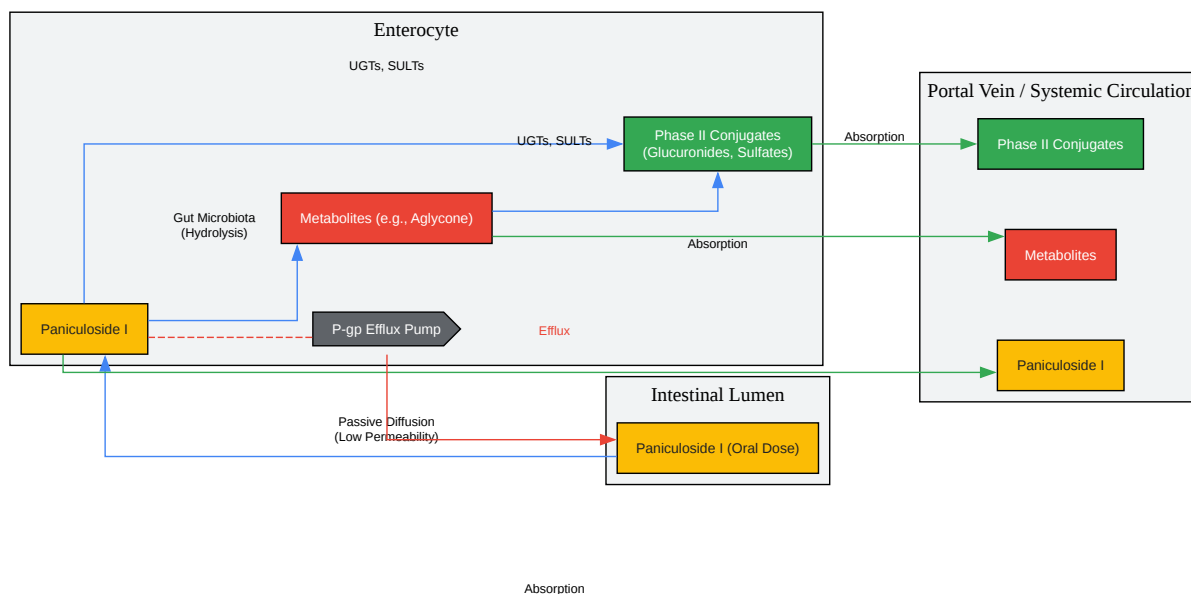 Enterocyte
UGTs, SULTs
Portal Vein / Systemic Circulation
UGTs, SULTs
Phase II Conjugates
(Glucuronides, Sulfates)
Absorption
Phase II Conjugates
Gut Microbiota
(Hydrolysis)
Metabolites (e.g., Aglycone)
Absorption
Metabolites
Paniculoside I
P-gp Efflux Pump
Efflux
Paniculoside I
Intestinal Lumen
Passive Diffusion
(Low Permeability)
Paniculoside I (Oral Dose)
Absorption